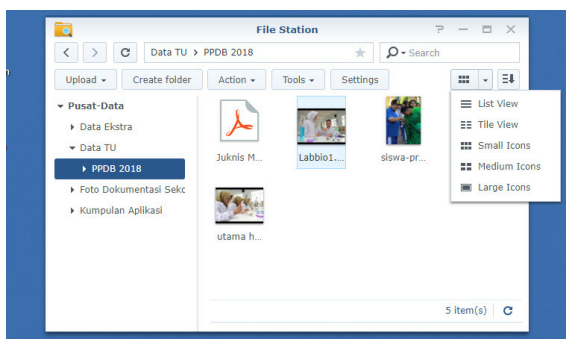 File Station
Data TU PPDB 2018
Search
Upload Create folder Action Tools Settings
List View
Tile View
Small Icons
Medium Icons
Large Icons
Pusat-Data
Data Ekstra
Data TU
PPDB 2018
Foto Dokumentasi Sekc
Kumpulan Aplikasi
Juknis M...
Labbio1....
siswa-pr...
utama h...
5 item(s)